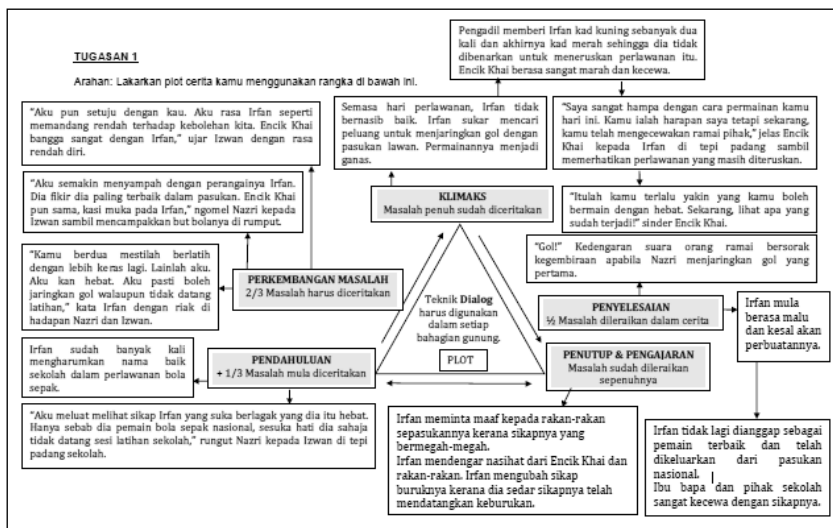 TUGASAN 1
Arahan: Lakarkan plot cerita kamu menggunakan rangka di bawah ini.
Pengadil memberi Irfan kad kuning sebanyak dua
kali dan akhirnya kad merah sehingga dia tidak
dibenarkan untuk meneruskan perlawanan itu.
Encik Khai berasa sangat marah dan kecewa.
"Aku pun setuju dengan kau. Aku rasa Irfan seperti
memandang rendah terhadap kebolehan kita. Encik Khai
bangga sangat dengan Irfan," ujar Izwan dengan rasa
rendah diri.
Semasa hari perlawanan, Irfan tidak
bernasib baik. Irfan sukar mencari
peluang untuk menjaringkan gol dengan
pasukan lawan. Permainannya menjadi
ganas.
"Saya sangat hampa dengan cara permainan kamu
hari ini. Kamu ialah harapan saya tetapi sekarang,
kamu telah mengecewakan ramai pihak," jelas Encik
Khai kepada Irfan di tepi padang sambil
memerhatikan perlawanan yang masih diteruskan.
"Aku semakin menyampah dengan perangainya Irfan.
Dia fikir dia paling terbaik dalam pasukan. Encik Khai
pun sama, kasi muka pada Irfan," ngomel Nazri kepada
Izwan sambil mencampakkan but bolanya di rumput.
KLIMAKS
Masalah penuh sudah diceritakan
"Itulah kamu terlalu yakin yang kamu boleh
bermain dengan hebat. Sekarang, lihat apa yang
sudah terjadi!" sinder Encik Khai.
"Kamu berdua mestilah berlatih
dengan lebih keras lagi. Lainlah aku.
Aku kan hebat. Aku pasti boleh
jaringkan gol walaupun tidak datang
latihan," kata Irfan dengan riak di
hadapan Nazri dan Izwan.
PERKEMBANGAN MASALAH
2/3 Masalah harus diceritakan
"Gol!" Kedengaran suara orang ramai bersorak
kegembiraan apabila Nazri menjaringkan gol yang
pertama.
Teknik Dialog
harus digunakan
dalam setiap
bahagian gunung.
PLOT
PENYELESAIAN
½ Masalah dileraikan dalam cerita
Irfan mula
berasa malu
dan kesal akan
perbuatannya.
Irfan sudah banyak kali
mengharumkan nama baik
sekolah dalam perlawanan bola
sepak.
PENDAHULUAN
+ 1/3 Masalah mula diceritakan
PENUTUP & PENGAJARAN
Masalah sudah dileraikan
sepenuhnya
"Aku meluat melihat sikap Irfan yang suka berlagak yang dia itu hebat.
Hanya sebab dia pemain bola sepak nasional, sesuka hati dia sahaja
tidak datang sesi latihan sekolah," rungut Nazri kepada Izwan di tepi
padang sekolah.
Irfan meminta maaf kepada rakan-rakan
sepasukannya kerana sikapnya yang
bermegah-megah.
Irfan mendengar nasihat dari Encik Khai dan
rakan-rakan. Irfan mengubah sikap
buruknya kerana dia sedar sikapnya telah
mendatangkan keburukan.
Irfan tidak lagi dianggap sebagai
pemain terbaik dan telah
dikeluarkan dari pasukan
nasional.
Ibu bapa dan pihak sekolah
sangat kecewa dengan sikapnya.